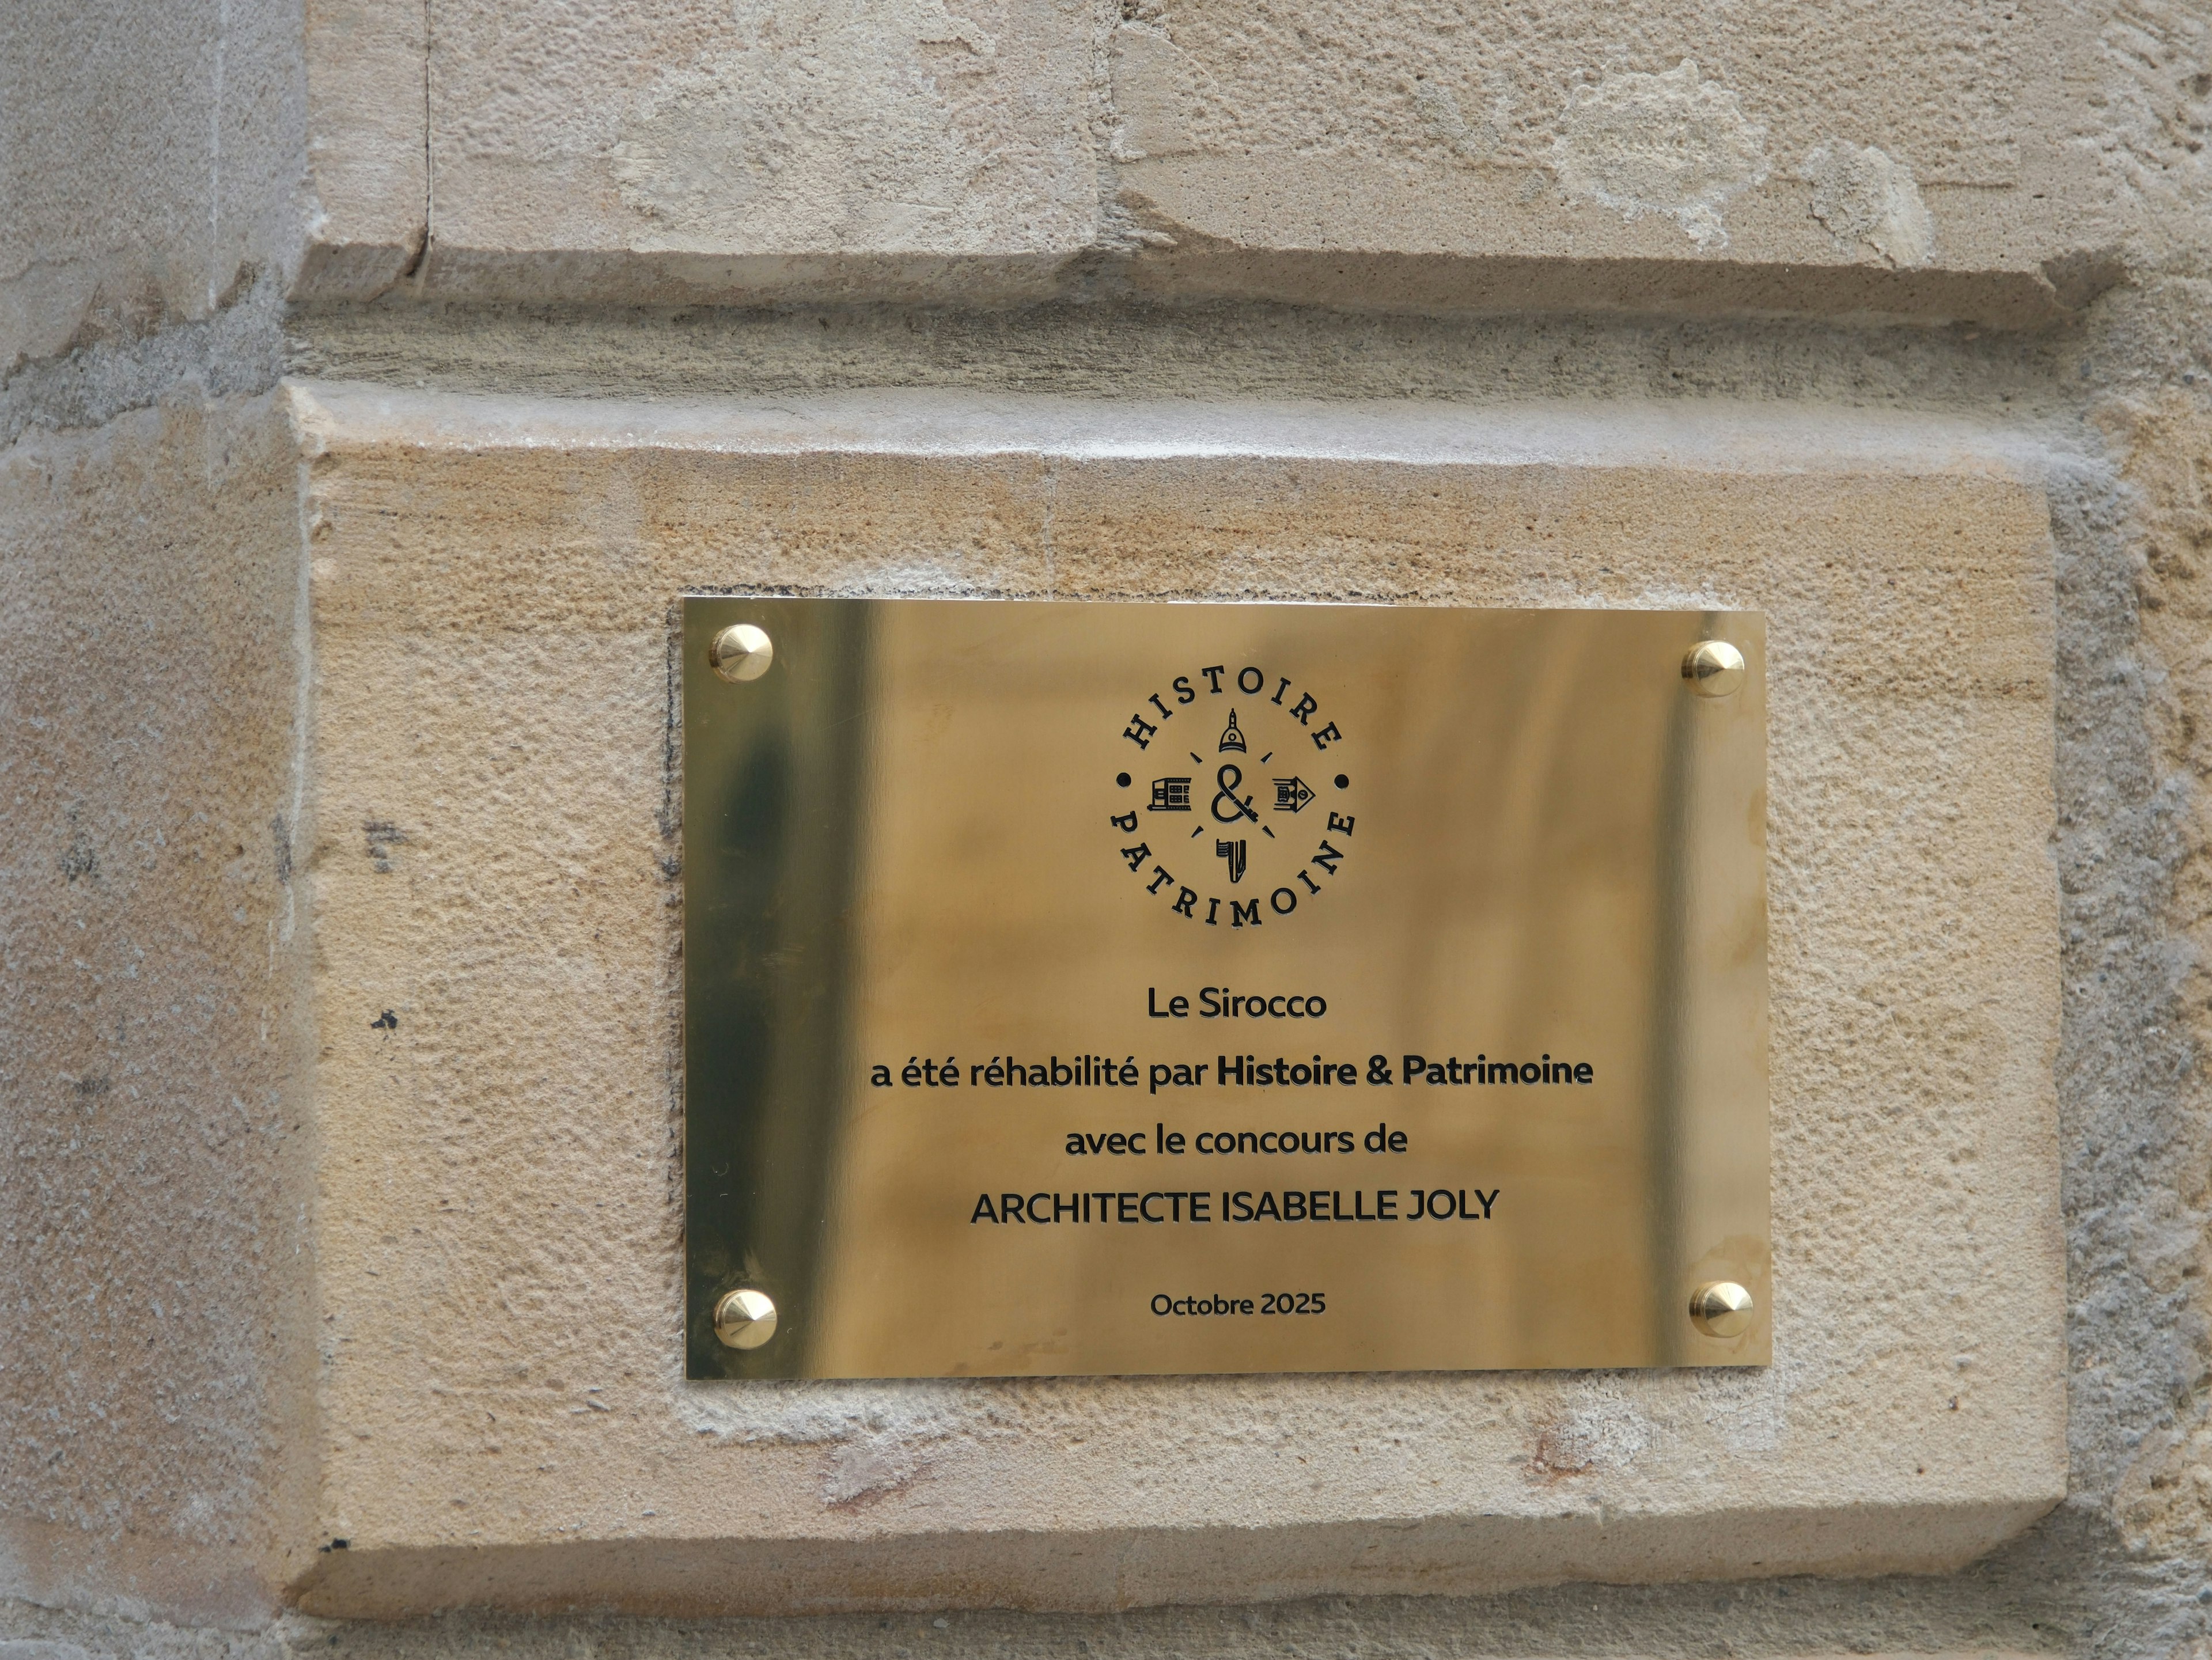 HISTOIRE
&
PATRIMOINE
Le Sirocco
a été réhabilité par Histoire & Patrimoine
avec le concours de
ARCHITECTE ISABELLE JOLY
Octobre 2025